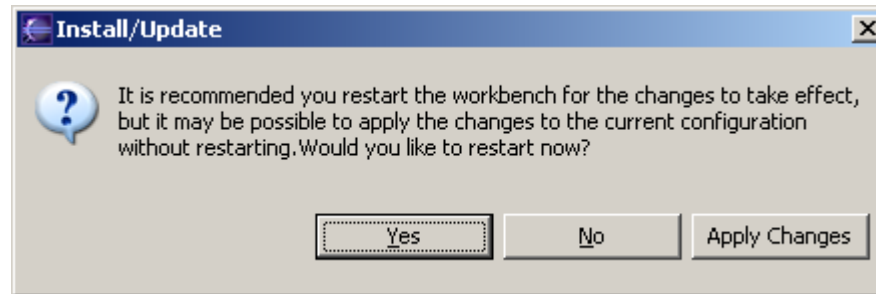 Install/Update
It is recommended you restart the workbench for the changes to take effect,
but it may be possible to apply the changes to the current configuration
without restarting.Would you like to restart now?
Yes
No
Apply Changes